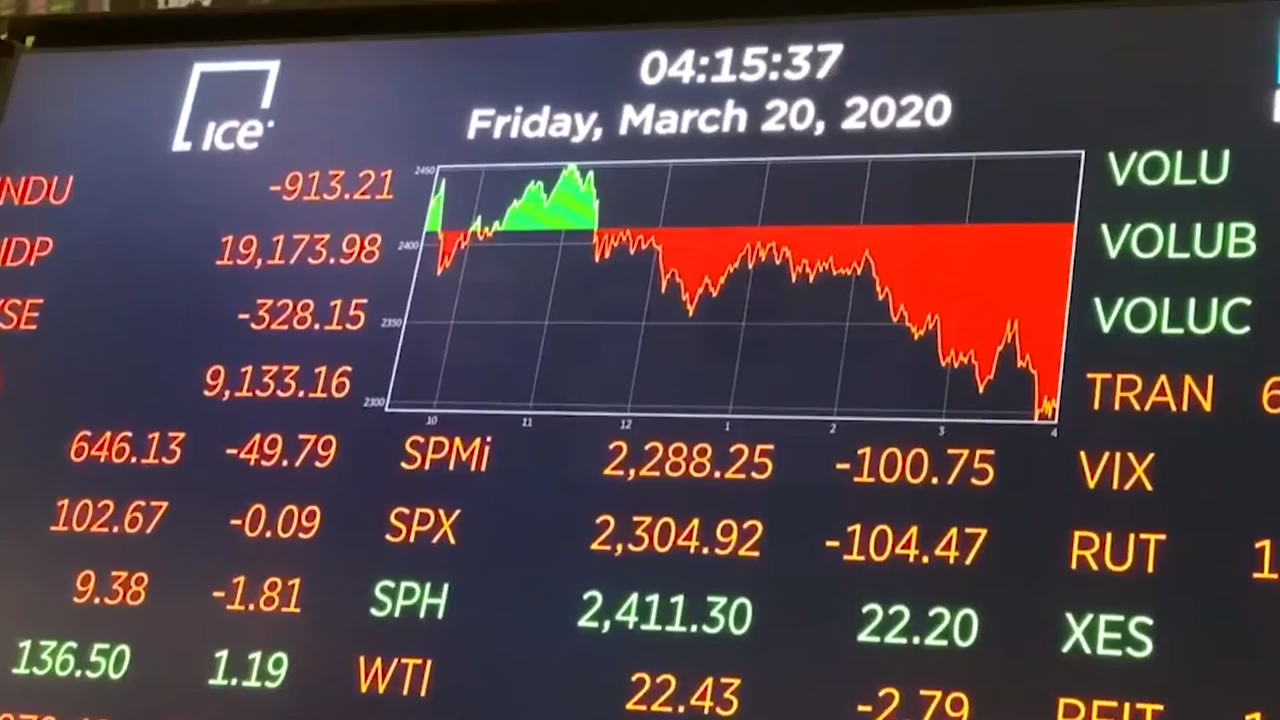 ice
04:15:37
Friday, March 20, 2020
NDU -913.21
DP 19,173.98
SE -328.15
9,133.16
646.13 -49.79
102.67 -0.09
9.38 -1.81
136.50 1.19
2450
2400
2350
2300
10 11 12 1 2 3 4
SPMi 2,288.25 -100.75
SPX 2,304.92 -104.47
SPH 2,411.30 22.20
WTI 22.43 -2.79
VOLU
VOLUB
VOLUC
TRAN 6
VIX
RUT 1
XES